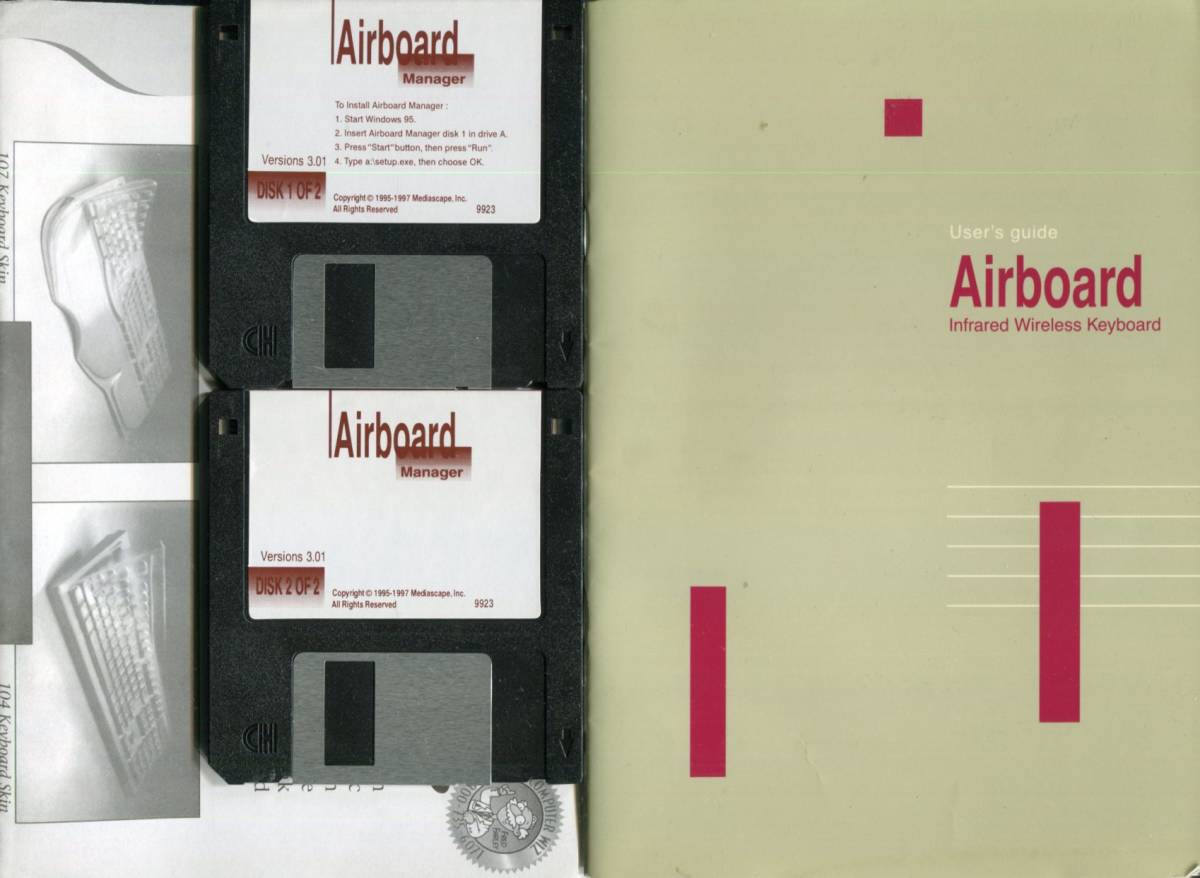 107 Keyboard Skin
104 Keyboard Skin
Airboard
Manager
To Install Airboard Manager :
1. Start Windows 95.
2. Insert Airboard Manager disk 1 in drive A.
3. Press "Start" button, then press "Run".
4. Type a:\setup.exe, then choose OK.
Versions 3.01
DISK 1 OF 2
Copyright © 1995-1997 Mediascape, Inc.
All Rights Reserved
9923
Airboard
Manager
Versions 3.01
DISK 2 OF 2
Copyright © 1995-1997 Mediascape, Inc.
All Rights Reserved
9923
COMPUTER WIZ
User's guide
Airboard
Infrared Wireless Keyboard